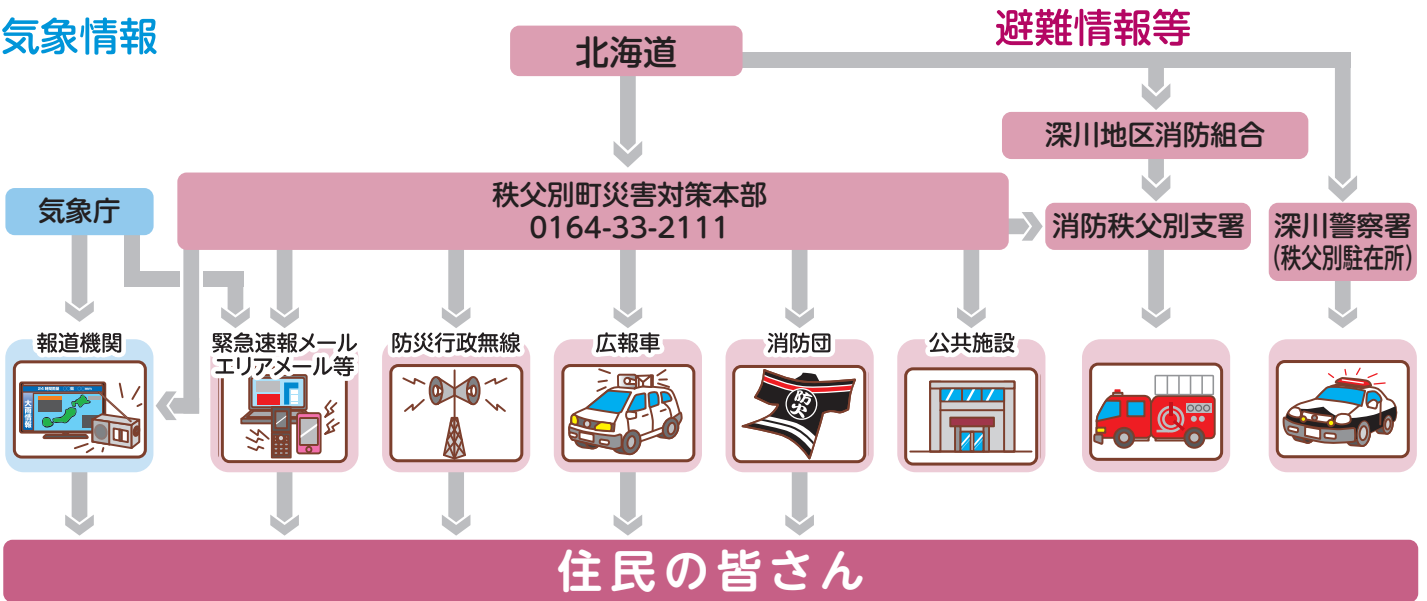 気象情報
避難情報等
北海道
深川地区消防組合
気象庁
秩父別町災害対策本部
0164-33-2111
消防秩父別支署
深川警察署
(秩父別駐在所)
報道機関
緊急速報メール
エリアメール等
防災行政無線
広報車
消防団
公共施設
大雨情報
防火
住民の皆さん